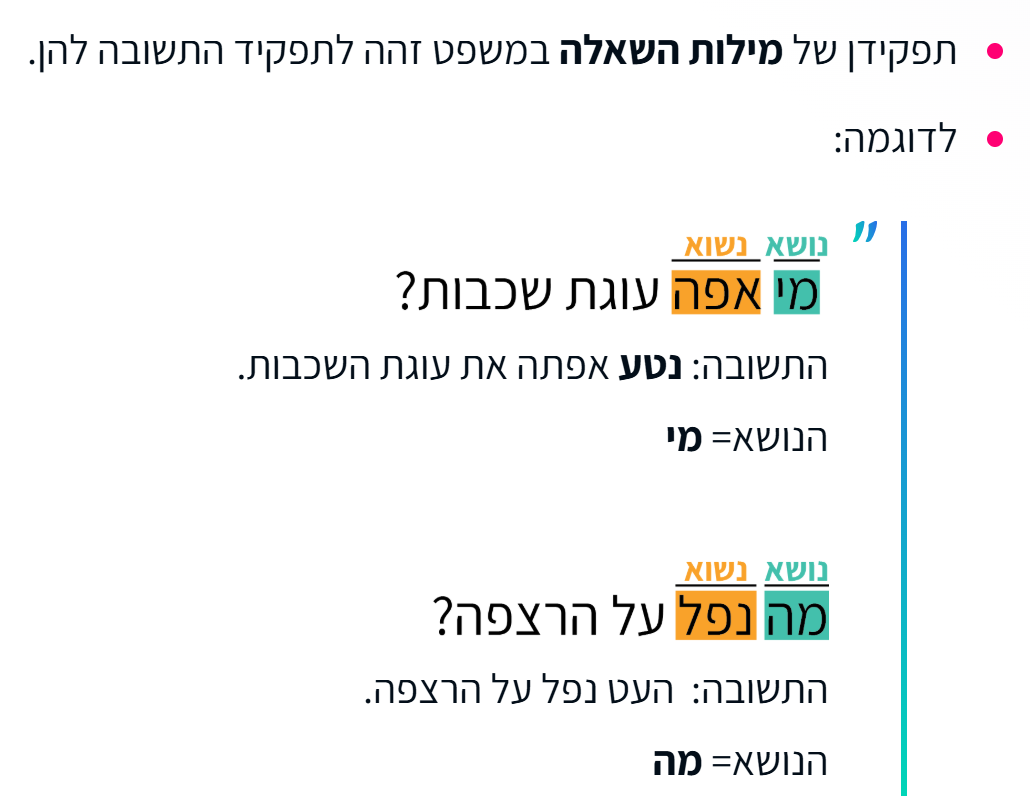 תפקידן של מילות השאלה במשפט זהה לתפקיד התשובה להן.
לדוגמה:
נושא נשוא
מי אפה עוגת שכבות?
התשובה: נטע אפתה את עוגת השכבות.
הנושא= מי
נושא נשוא
מה נפל על הרצפה?
התשובה: העט נפל על הרצפה.
הנושא= מה